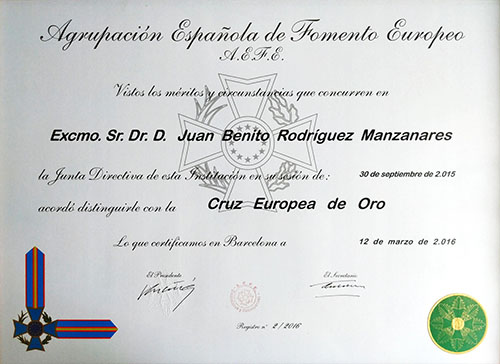 Agrupación Española de Fomento Europeo
A.E.F.E.
Vistos los méritos y circunstancias que concurren en
Excmo. Sr. Dr. D. Juan Benito Rodríguez Manzanares
la Junta Directiva de esta Institución en su sesión de: 30 de septiembre de 2.015
acordó distinguirle con la Cruz Europea de Oro
Lo que certificamos en Barcelona a 12 de marzo de 2.016
El Presidente El Secretario
Registro nº 2/2016